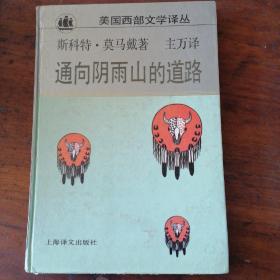 美国西部文学译丛
斯科特·莫马戴著 主万译
通向阴雨山的道路
上海译文出版社